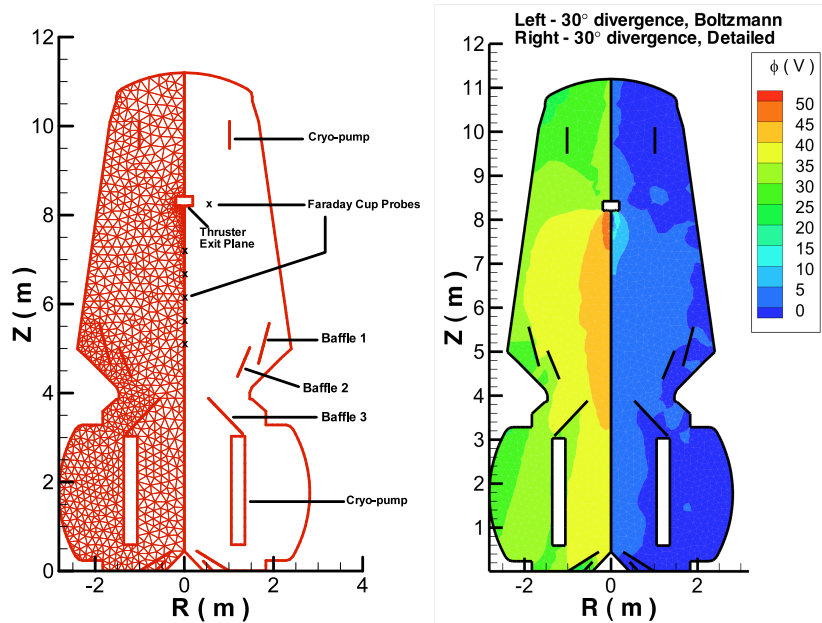 12
10
8
6
4
2
0
Z ( m )
-2
0
2
4
R ( m )
Cryo-pump
Faraday Cup Probes
Thruster
Exit Plane
Baffle 1
Baffle 2
Baffle 3
Cryo-pump
Left - 30° divergence, Boltzmann
Right - 30° divergence, Detailed
12
11
10
9
8
7
6
5
4
3
2
1
Z ( m )
-2
0
2
R ( m )
ϕ ( V )
50
45
40
35
30
25
20
15
10
5
0